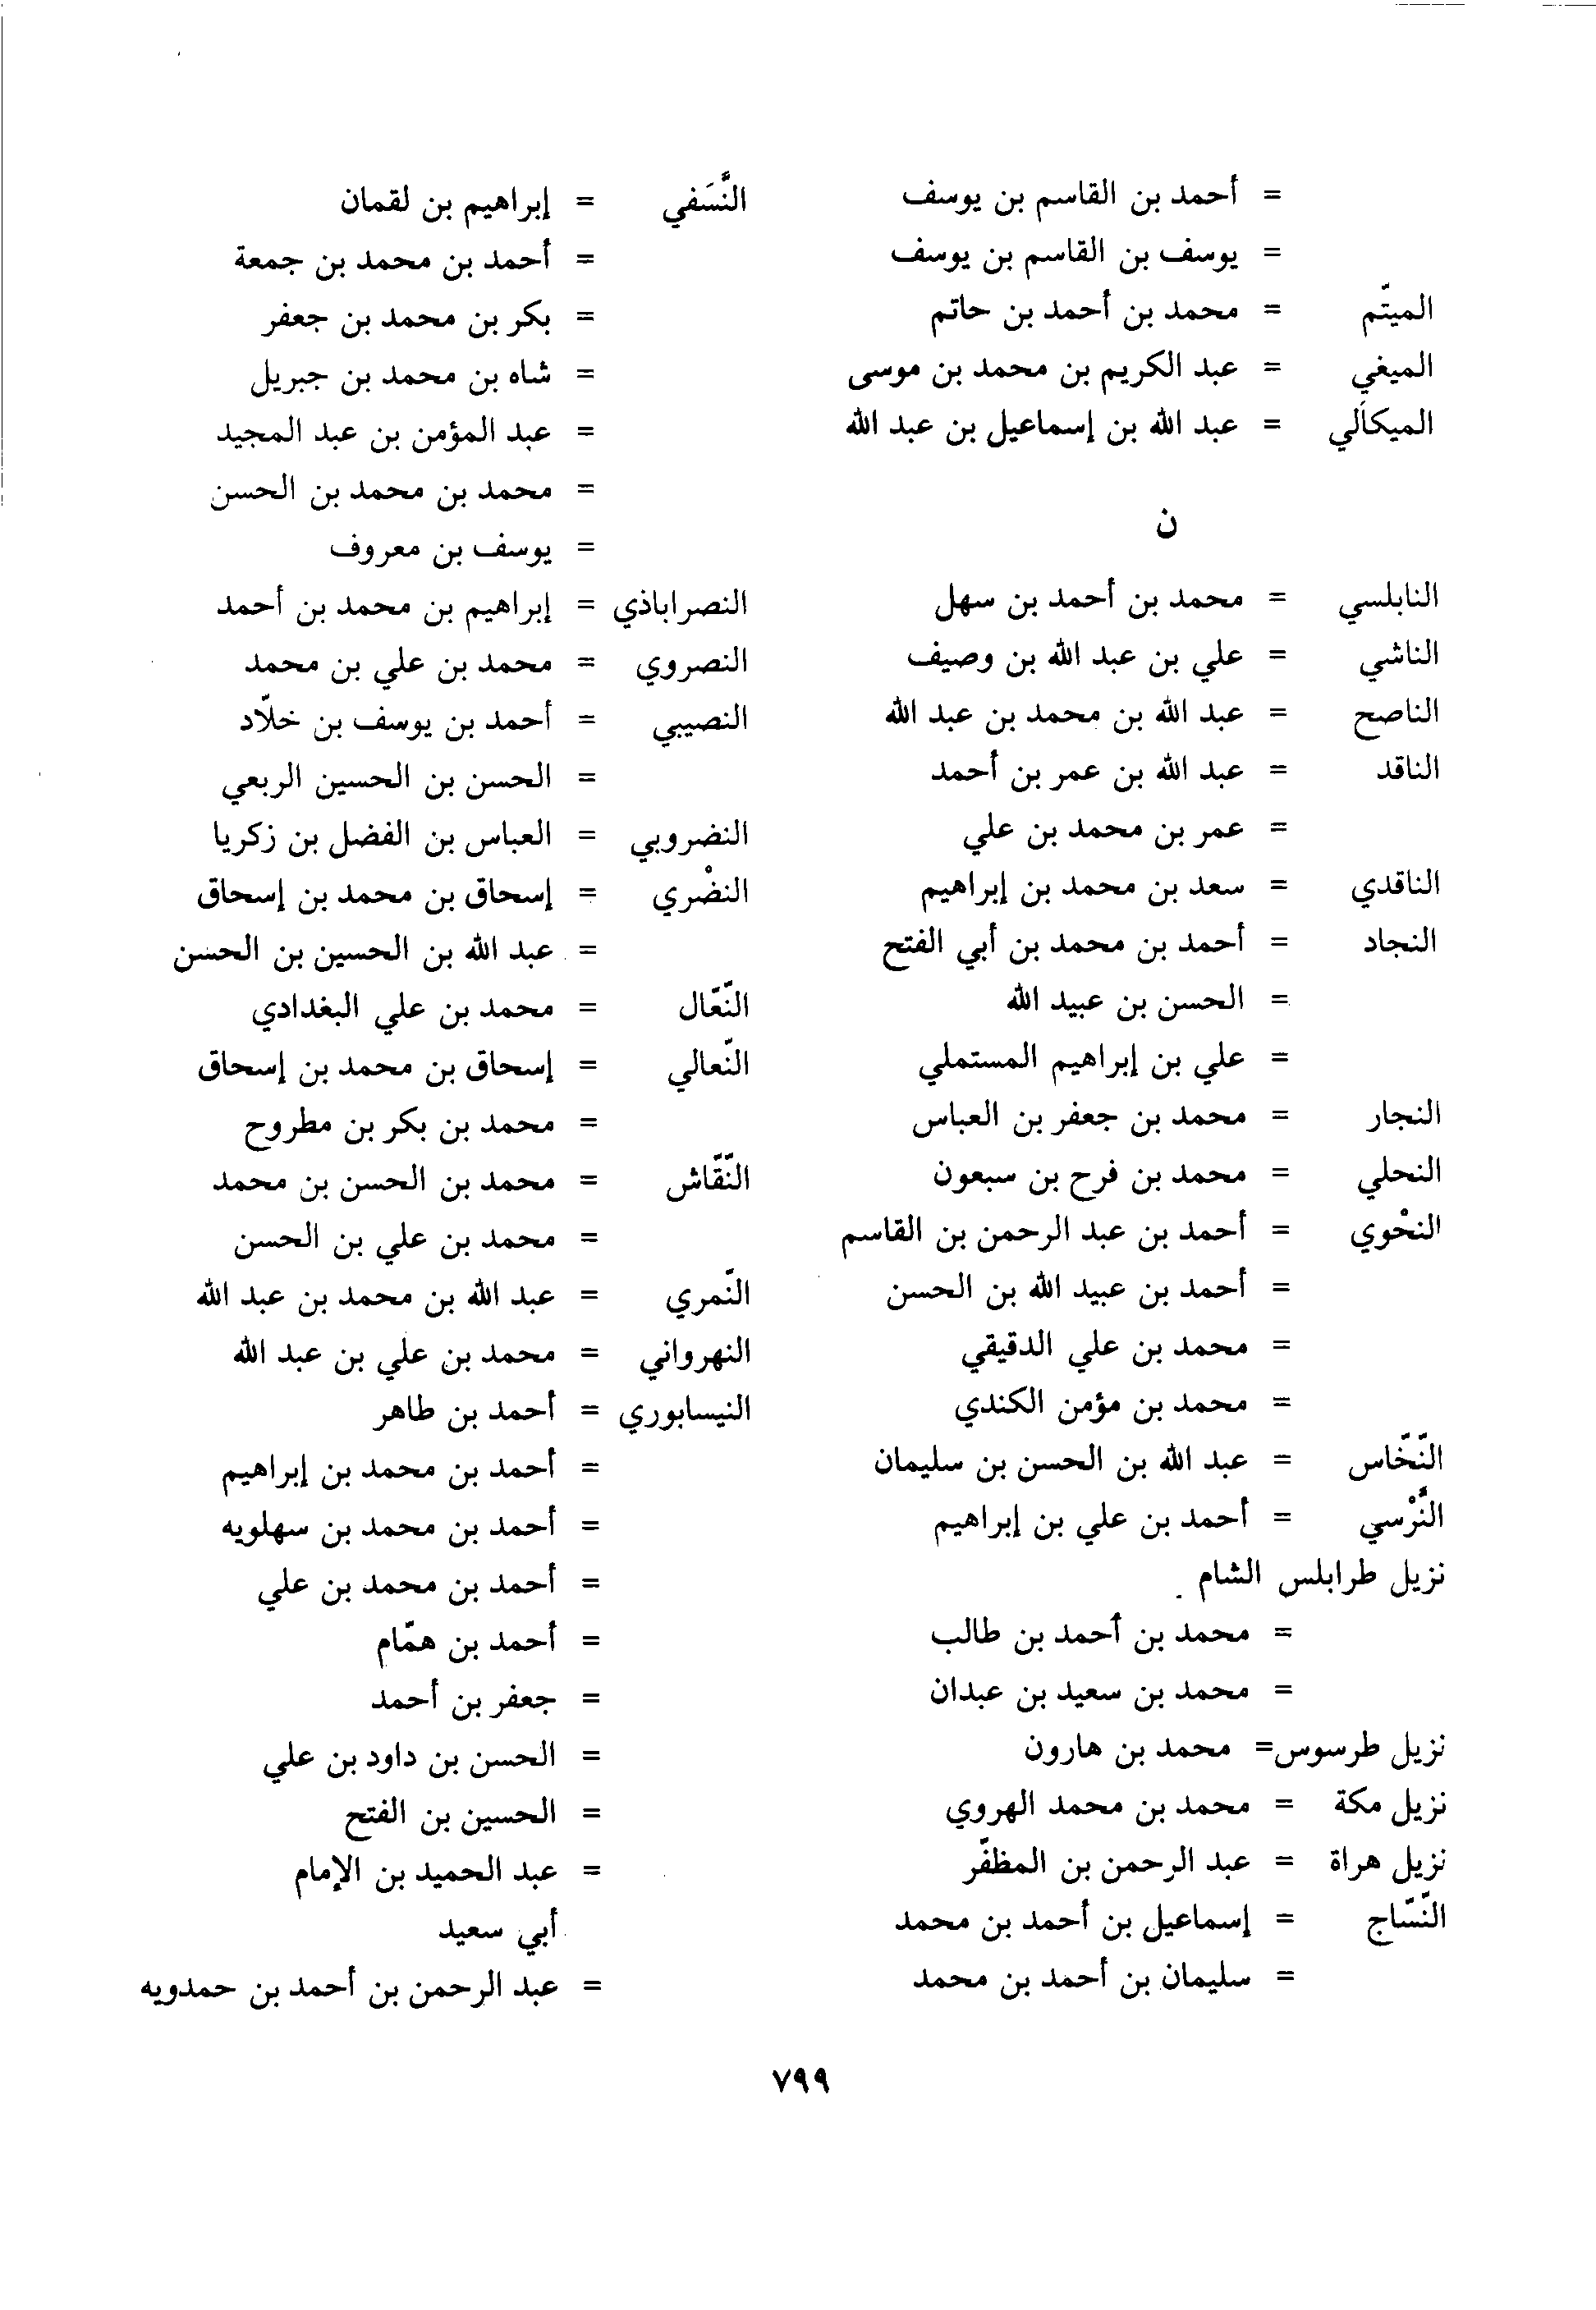 = أحمد بن القاسم بن يوسف
= يوسف بن القاسم بن يوسف
الميتّم = محمد بن أحمد بن حاتم
الميغي = عبد الكريم بن محمد بن موسى
الميكالي = عبد الله بن إسماعيل بن عبد الله
ن
النابلسي = محمد بن أحمد بن سهل
الناشي = علي بن عبد الله بن وصيف
الناصح = عبد الله بن محمد بن عبد الله
الناقد = عبد الله بن عمر بن أحمد
= عمر بن محمد بن علي
الناقدي = سعد بن محمد بن إبراهيم
النجاد = أحمد بن محمد بن أبي الفتح
= الحسن بن عبيد الله
= علي بن إبراهيم المستملي
النجار = محمد بن جعفر بن العباس
النحلي = محمد بن فرح بن سبعون
النحْوي = أحمد بن عبد الرحمن بن القاسم
= أحمد بن عبيد الله بن الحسن
= محمد بن علي الدقيقي
= محمد بن مؤمن الكندي
النّخّاس = عبد الله بن الحسن بن سليمان
النَّرْسي = أحمد بن علي بن إبراهيم
نزيل طرابلس الشام
= محمد بن أحمد بن طالب
= محمد بن سعيد بن عبدان
نزيل طرسوس= محمد بن هارون
نزيل مكة = محمد بن محمد الهروي
نزيل هراة = عبد الرحمن بن المظفّر
النّسّاج = إسماعيل بن أحمد بن محمد
= سليمان بن أحمد بن محمد
النَّسَفي = إبراهيم بن لقمان
= أحمد بن محمد بن جمعة
= بكر بن محمد بن جعفر
= شاه بن محمد بن جبريل
= عبد المؤمن بن عبد المجيد
= محمد بن محمد بن الحسن
= يوسف بن معروف
النصراباذي = إبراهيم بن محمد بن أحمد
النصروي = محمد بن علي بن محمد
النصيبي = أحمد بن يوسف بن خلّاد
= الحسن بن الحسين الربعي
النضروبي = العباس بن الفضل بن زكريا
النضْري = إسحاق بن محمد بن إسحاق
= عبد الله بن الحسين بن الحسن
النّعّال = محمد بن علي البغدادي
النّعالي = إسحاق بن محمد بن إسحاق
= محمد بن بكر بن مطروح
النّقّاش = محمد بن الحسن بن محمد
= محمد بن علي بن الحسن
النّمري = عبد الله بن محمد بن عبد الله
النهرواني = محمد بن علي بن عبد الله
النيسابوري = أحمد بن طاهر
= أحمد بن محمد بن إبراهيم
= أحمد بن محمد بن سهلويه
= أحمد بن محمد بن علي
= أحمد بن همّام
= جعفر بن أحمد
= الحسن بن داود بن علي
= الحسين بن الفتح
= عبد الحميد بن الإمام
أبي سعيد
= عبد الرحمن بن أحمد بن حمدويه
٧٩٩